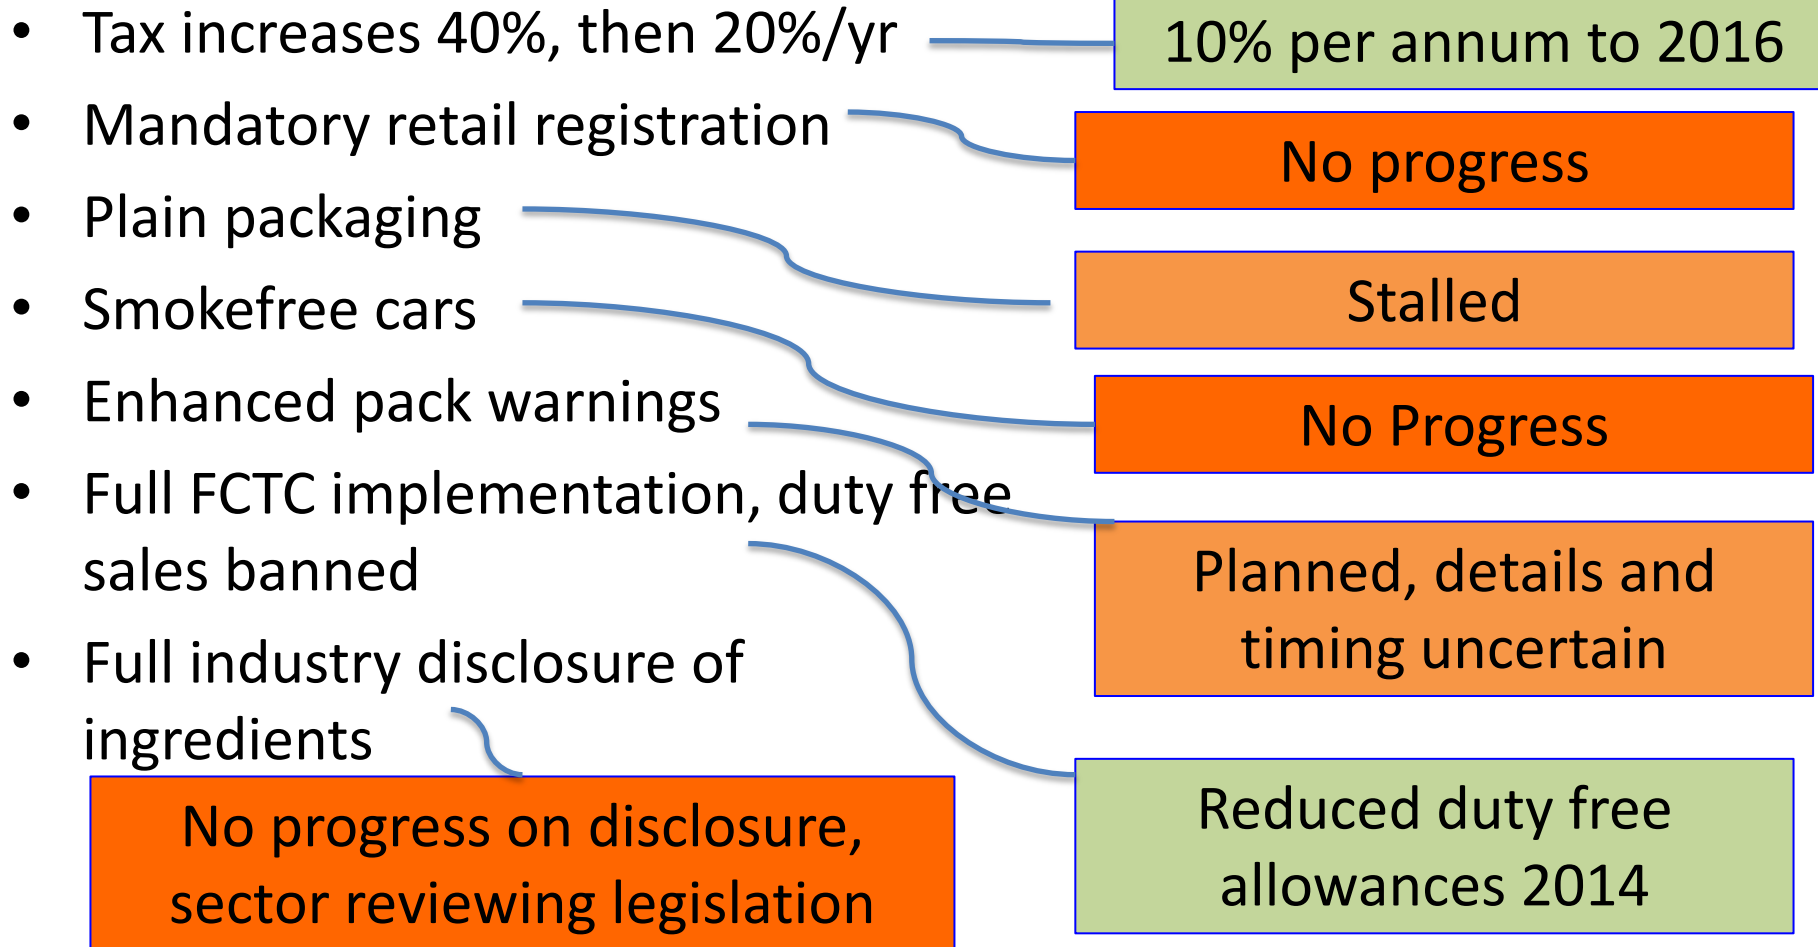 • Tax increases 40%, then 20%/yr
10% per annum to 2016
• Mandatory retail registration
No progress
• Plain packaging
Stalled
• Smokefree cars
No Progress
• Enhanced pack warnings
Planned, details and
timing uncertain
• Full FCTC implementation, duty free
sales banned
Reduced duty free
allowances 2014
• Full industry disclosure of
ingredients
No progress on disclosure,
sector reviewing legislation